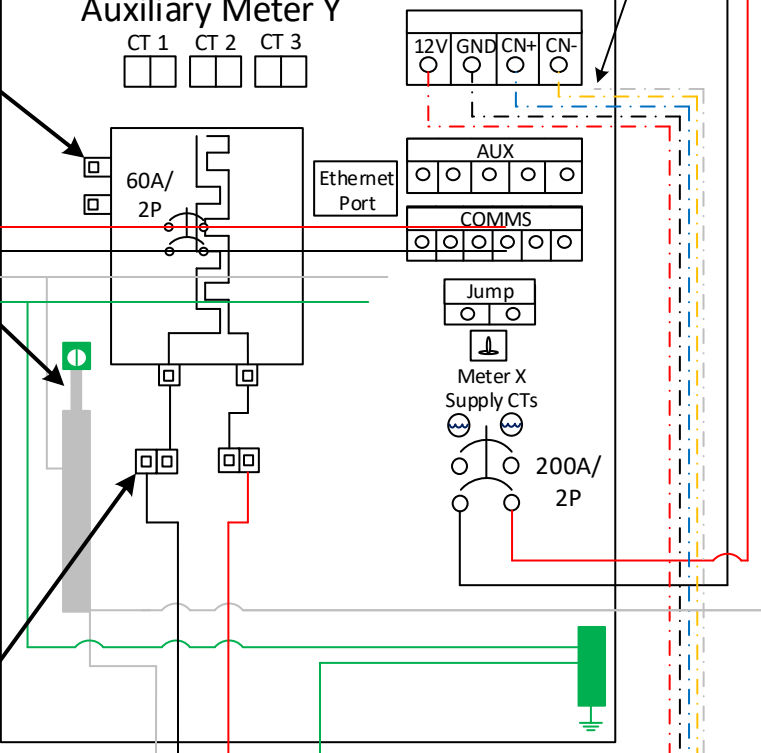 Auxiliary Meter Y
CT 1 CT 2 CT 3
12V GND CN+ CN-
AUX
60A/
2P
Ethernet
Port
COMMS
Jump
Meter X
Supply CTs
200A/
2P